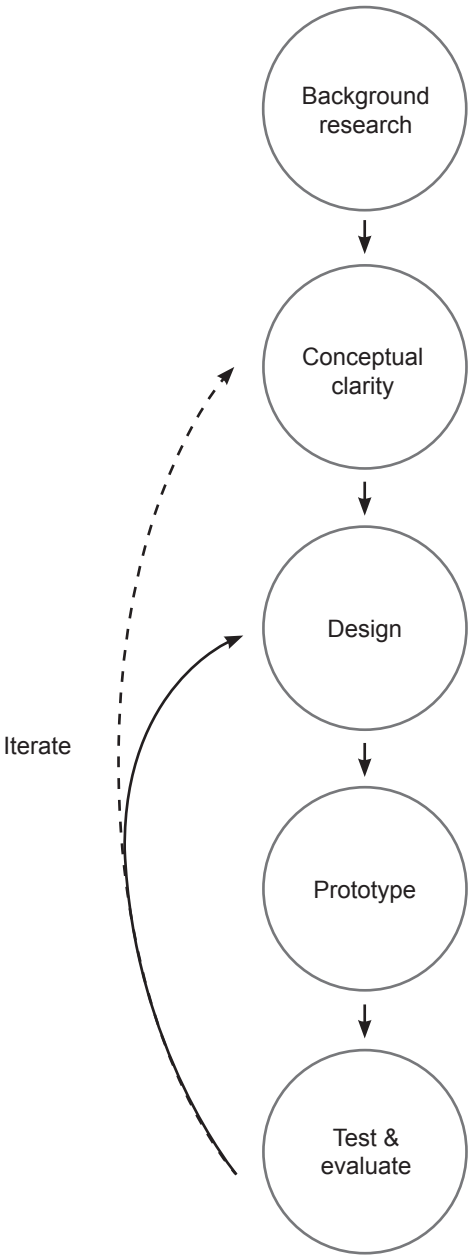 Background
research
Conceptual
clarity
Design
Iterate
Prototype
Test &
evaluate